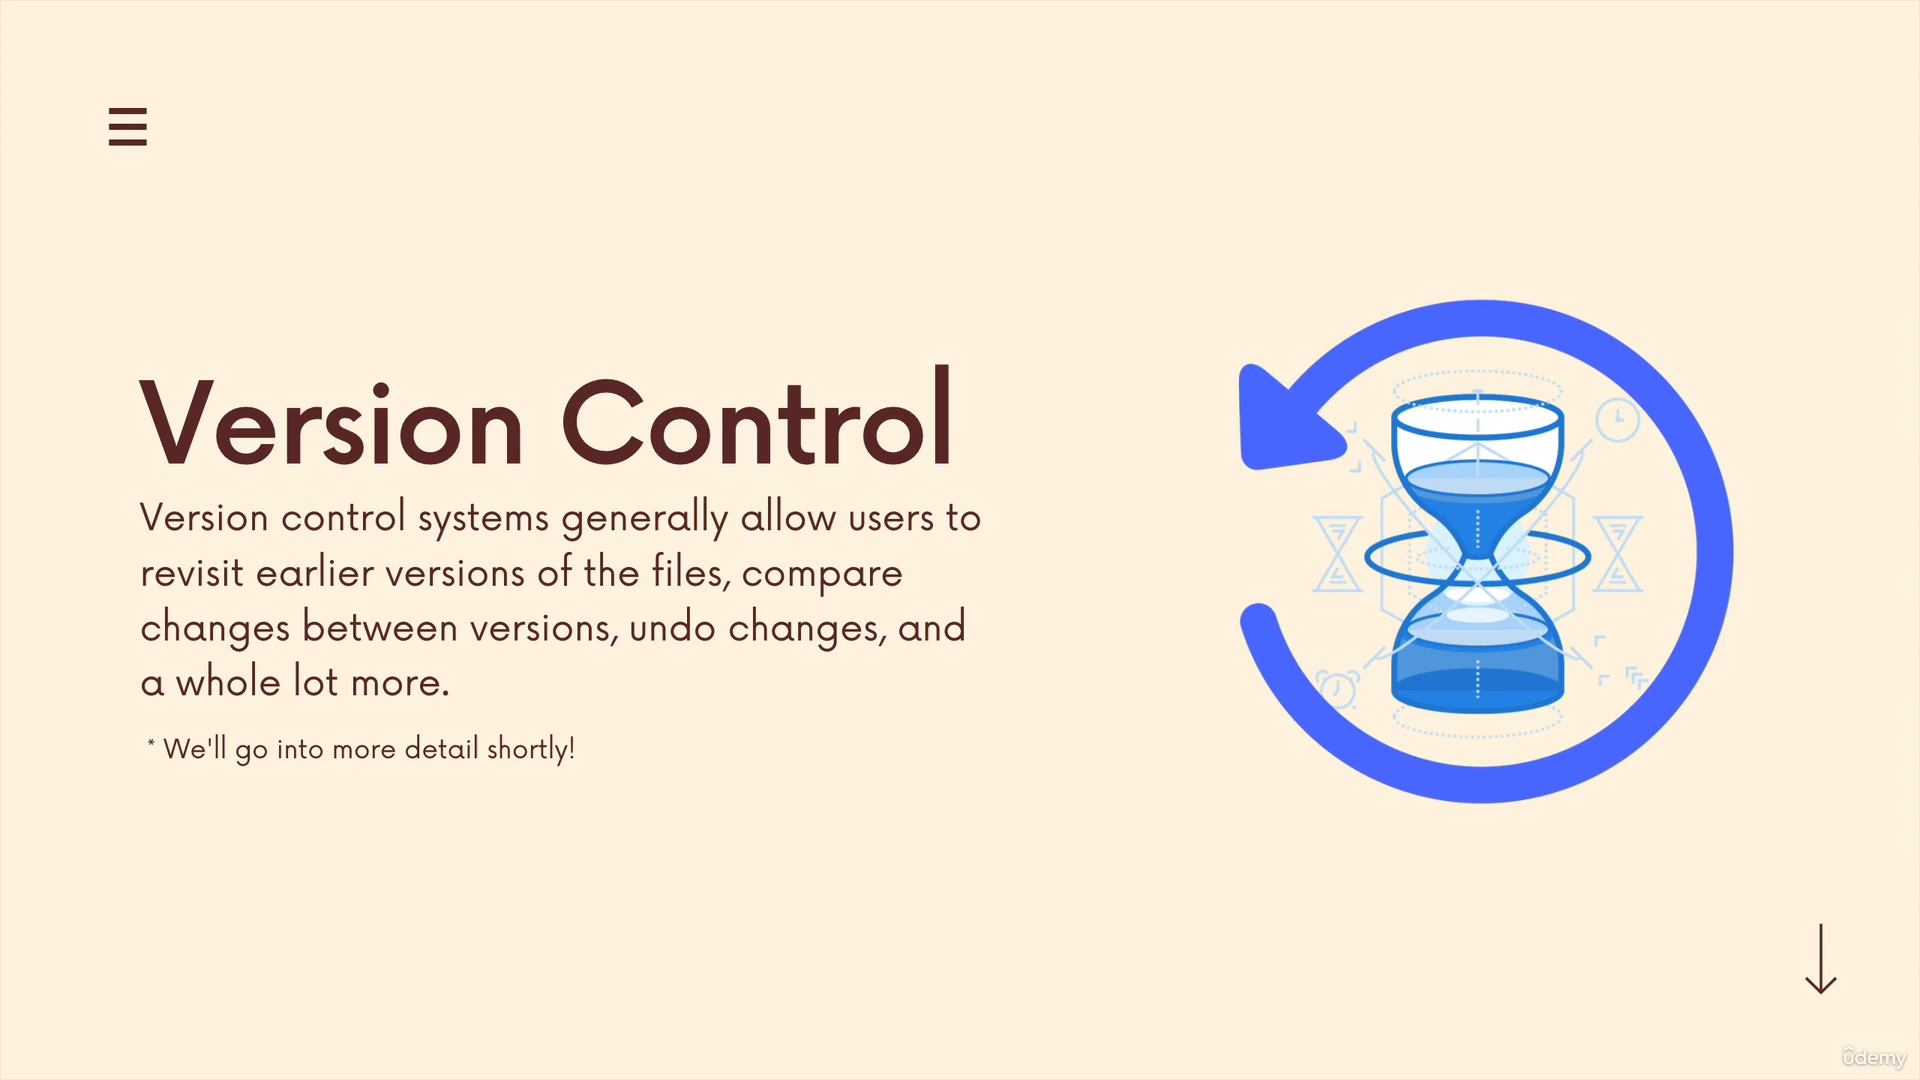 Version Control
Version control systems generally allow users to
revisit earlier versions of the files, compare
changes between versions, undo changes, and
a whole lot more.
* We'll go into more detail shortly!
ûdemy